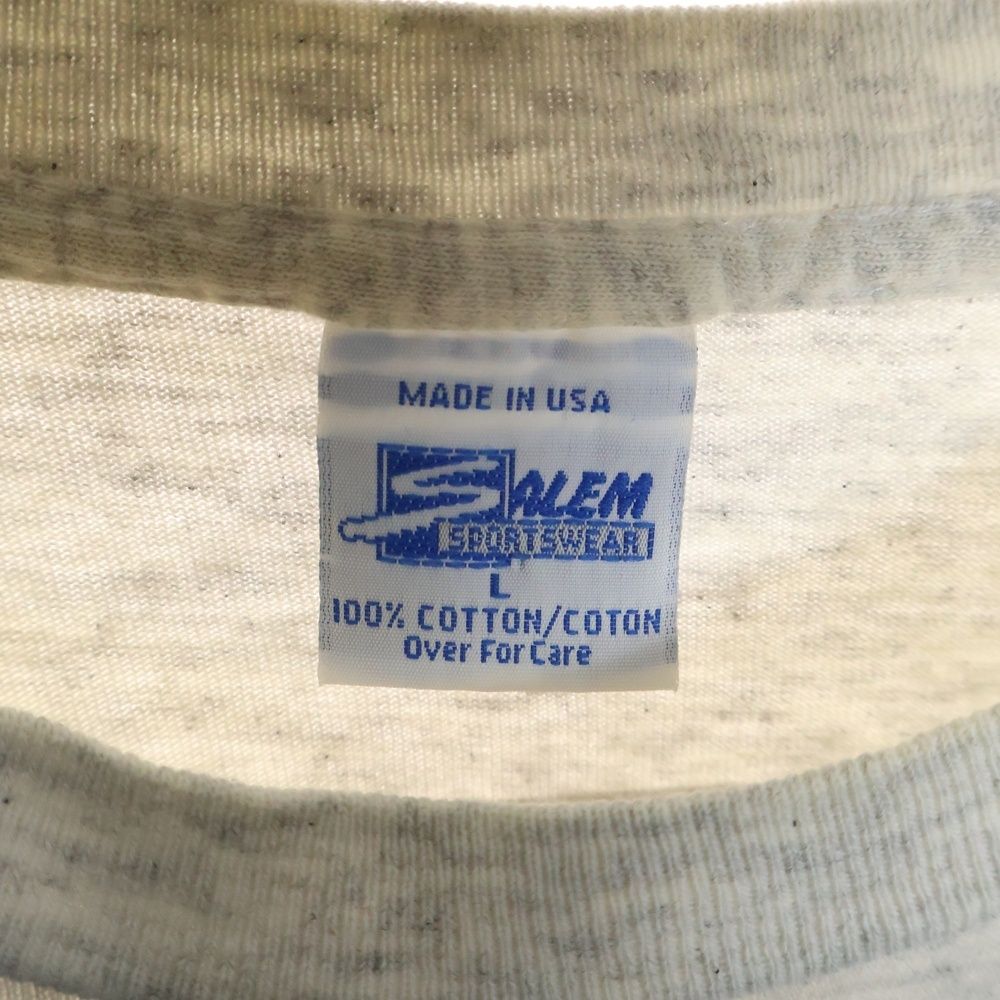 MADE IN USA
SALEM
SPORTSWEAR
L
100% COTTON/COTON
Over For Care